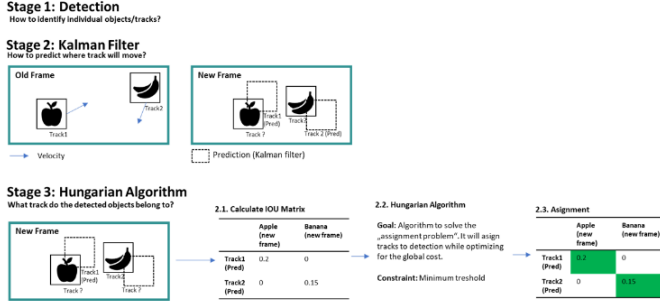 Stage 1: Detection
How to identify individual objects/tracks?
Stage 2: Kalman Filter
How to predict where track will move?
Old Frame
Track1
Track2
New Frame
Track1
(Pred)
Track ?
Track
Track 2 (Pred)
Velocity
Prediction (Kalman filter)
Stage 3: Hungarian Algorithm
What track do the detected objects belong to?
New Frame
Track1
(Pred)
Track ?
Track
Track ?
2.1. Calculate IOU Matrix
Apple
(new
frame)
Banana
(new frame)
Track1
(Pred)
0.2
0
Track2
(Pred)
0
0.15
2.2. Hungarian Algorithm
Goal: Algorithm to solve the
„assignment problem“. It will asign
tracks to detection while optimizing
for the global cost.
Constraint: Minimum treshold
2.3. Asignment
Apple
(new
frame)
Banana
(new frame)
Track1
(Pred)
0.2
0
Track2
(Pred)
0
0.15